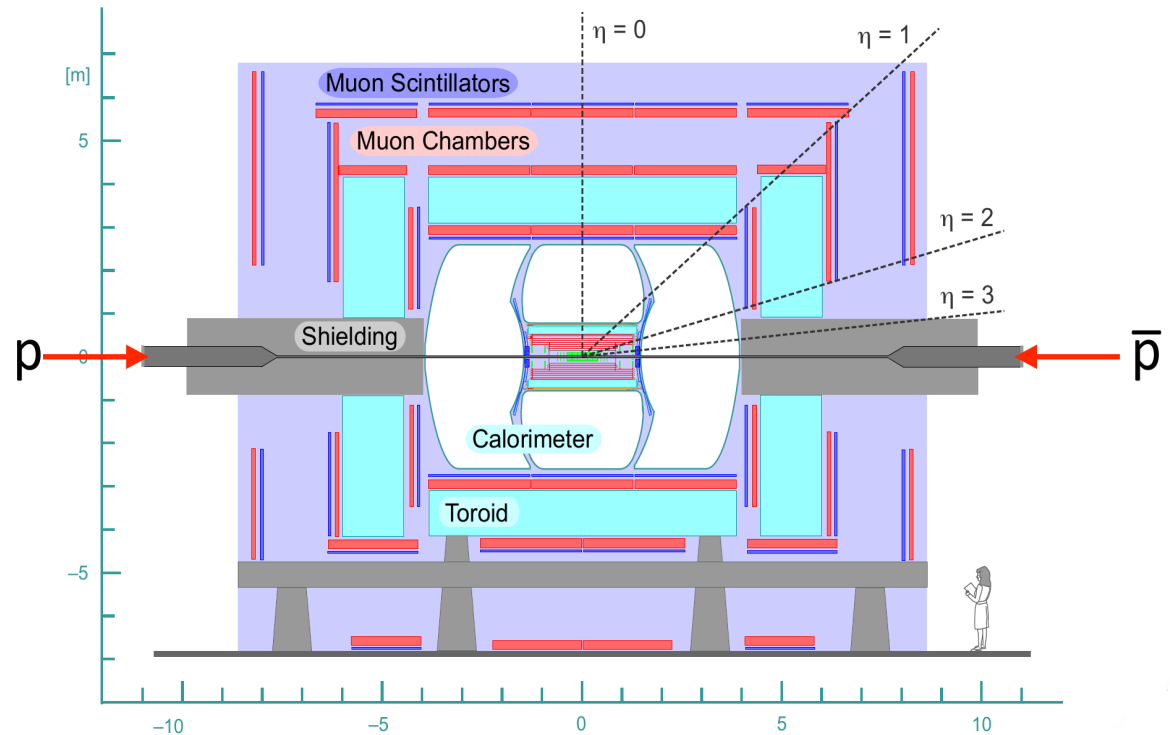 η = 0
η = 1
[m]
Muon Scintillators
5
Muon Chambers
η = 2
η = 3
Shielding
p
0
p̅
Calorimeter
Toroid
–5
–10
–5
0
5
10